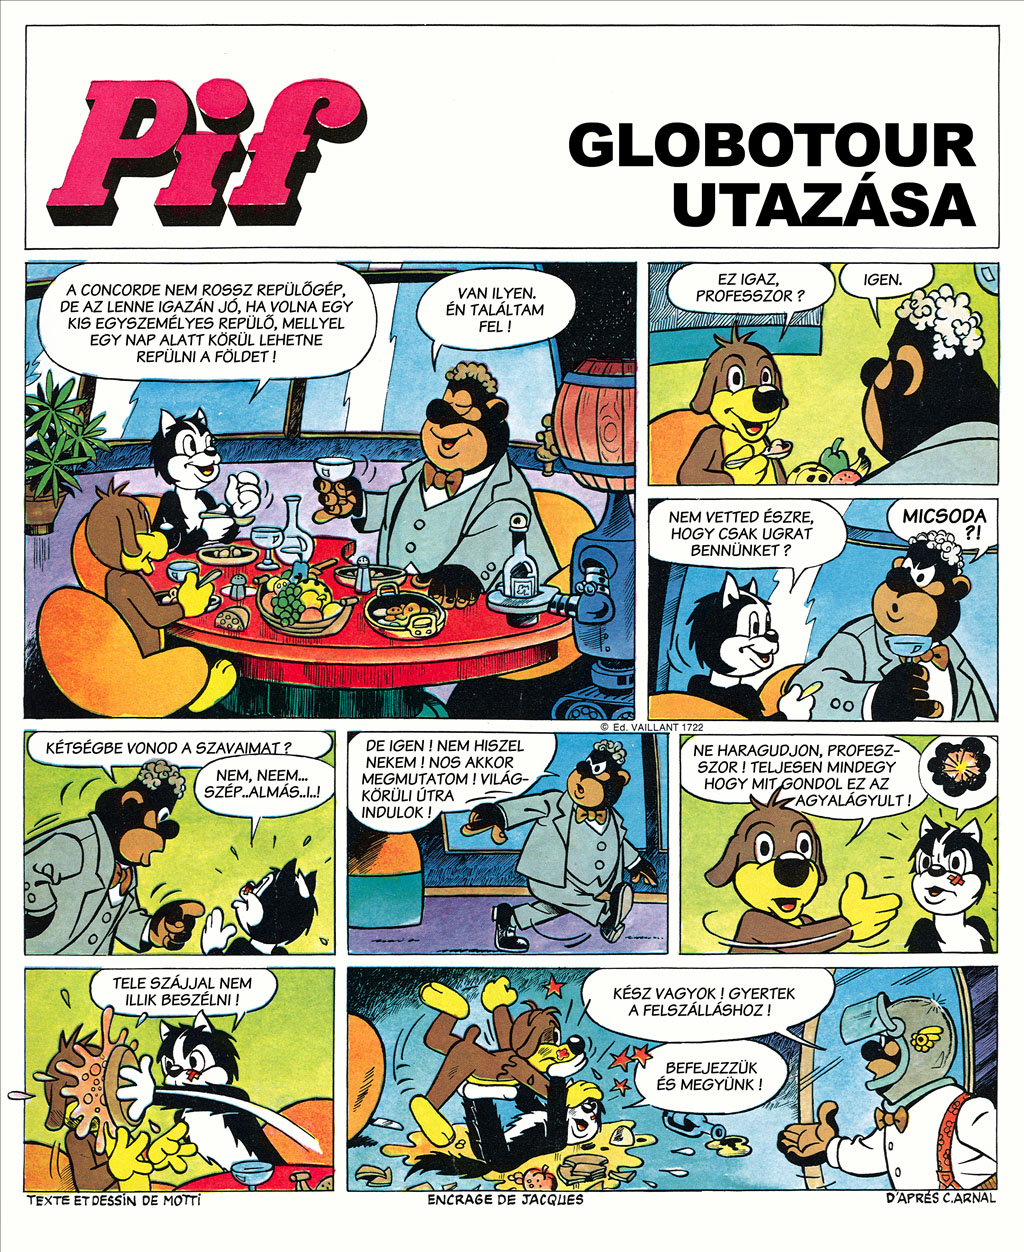 Pif
GLOBOTOUR
UTAZÁSA
A CONCORDE NEM ROSSZ REPÜLŐGÉP,
DE AZ LENNE IGAZÁN JÓ, HA VOLNA EGY
KIS EGYSZEMÉLYES REPÜLŐ, MELLYEL
EGY NAP ALATT KÖRÜL LEHETNE
REPÜLNI A FÖLDET !
VAN ILYEN.
ÉN TALÁLTAM
FEL !
EZ IGAZ,
PROFESSZOR ?
IGEN.
NEM VETTED ÉSZRE,
HOGY CSAK UGRAT
BENNÜNKET ?
MICSODA
?!
© Ed. VAILLANT 1722
KÉTSÉGBE VONOD A SZAVAIMAT ?
NEM, NEEM...
SZÉP..ALMÁS..I..!
DE IGEN ! NEM HISZEL
NEKEM ! NOS AKKOR
MEGMUTATOM ! VILÁG-
KÖRÜLI ÚTRA
INDULOK !
NE HARAGUDJON, PROFESZ-
SZOR ! TELJESEN MINDEGY
HOGY MIT GONDOL EZ AZ
AGYALÁGYULT !
TELE SZÁJJAL NEM
ILLIK BESZÉLNI !
KÉSZ VAGYOK ! GYERTEK
A FELSZÁLLÁSHOZ !
BEFEJEZZÜK
ÉS MEGYÜNK !
TEXTE ET DESSIN DE MOTTI
ENCRAGE DE JACQUES
D'APRÉS C.ARNAL